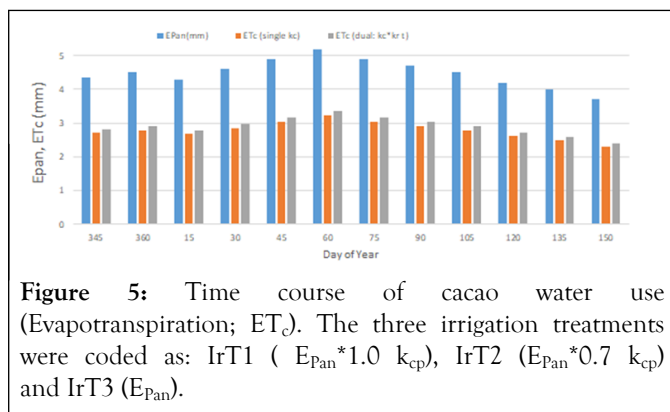 EPan(mm) ETc (single kc) ETc (dual: kc*kr t)
Epan, ETc (mm)
5
4
3
2
1
0
345 360 15 30 45 60 75 90 105 120 135 150
Day of Year
Figure 5: Time course of cacao water use
(Evapotranspiration; ETc). The three irrigation treatments
were coded as: IrT1 ( EPan*1.0 kcp), IrT2 (EPan*0.7 kcp)
and IrT3 (EPan).